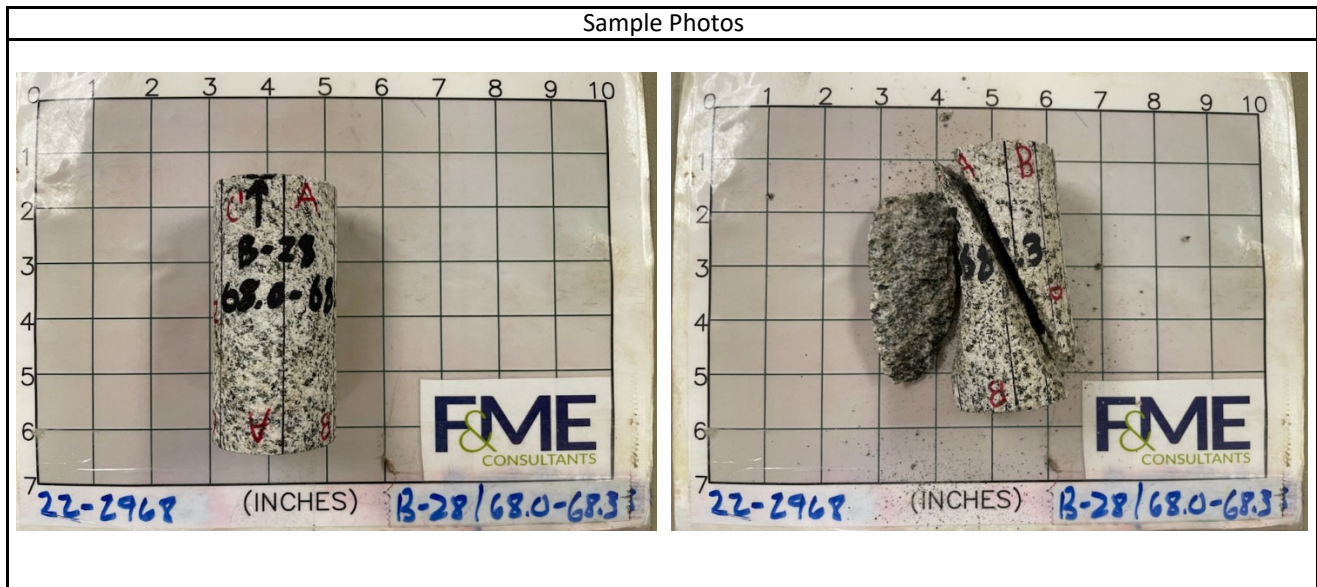 Sample Photos
0 1 2 3 4 5 6 7 8 9 10
1
2
3
4
5
6
7
C A
B-28
68.0-68.
A B
F&ME
CONSULTANTS
22-2968 (INCHES) B-28/68.0-68.3
0 1 2 3 4 5 6 7 8 9 10
1
2
3
4
5
6
7
A B
68 .3
B
F&ME
CONSULTANTS
22-2968 (INCHES) B-28/68.0-68.3